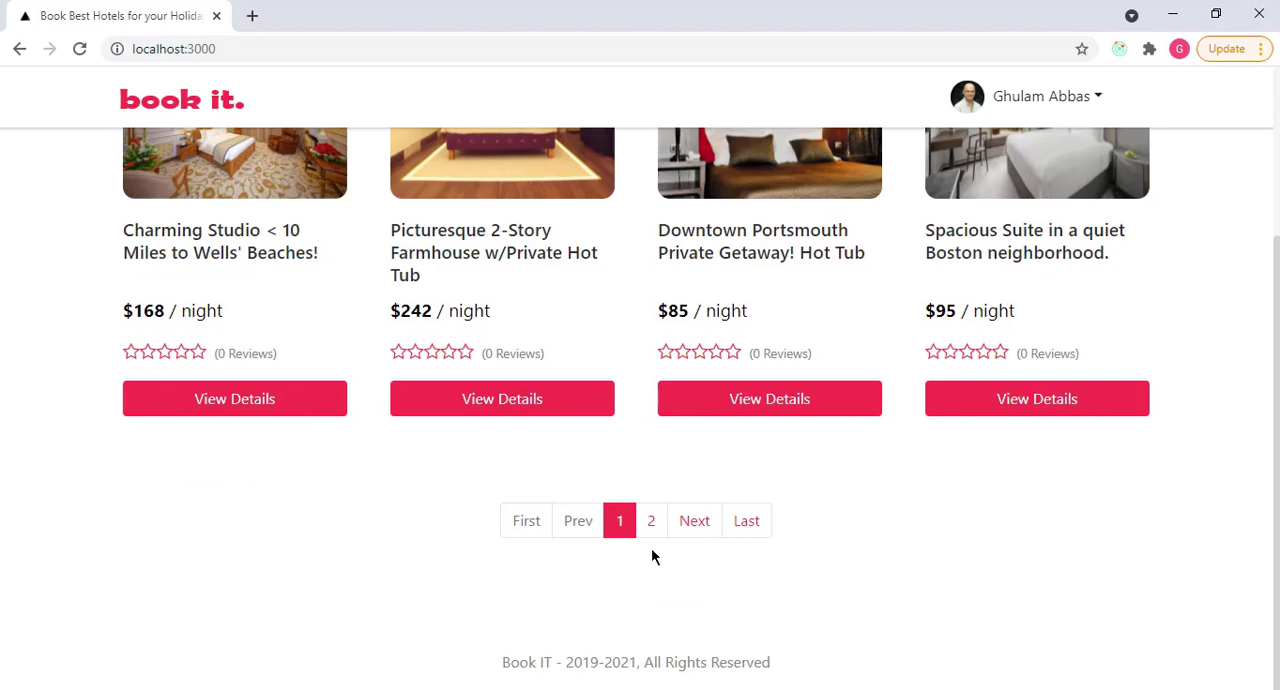 Book Best Hotels for your Holida
localhost:3000
G
Update
book it.
Ghulam Abbas
Charming Studio < 10
Miles to Wells' Beaches!
$168 / night
(0 Reviews)
View Details
Picturesque 2-Story
Farmhouse w/Private Hot
Tub
$242 / night
(0 Reviews)
View Details
Downtown Portsmouth
Private Getaway! Hot Tub
$85 / night
(0 Reviews)
View Details
Spacious Suite in a quiet
Boston neighborhood.
$95 / night
(0 Reviews)
View Details
First Prev 1 2 Next Last
Book IT - 2019-2021, All Rights Reserved